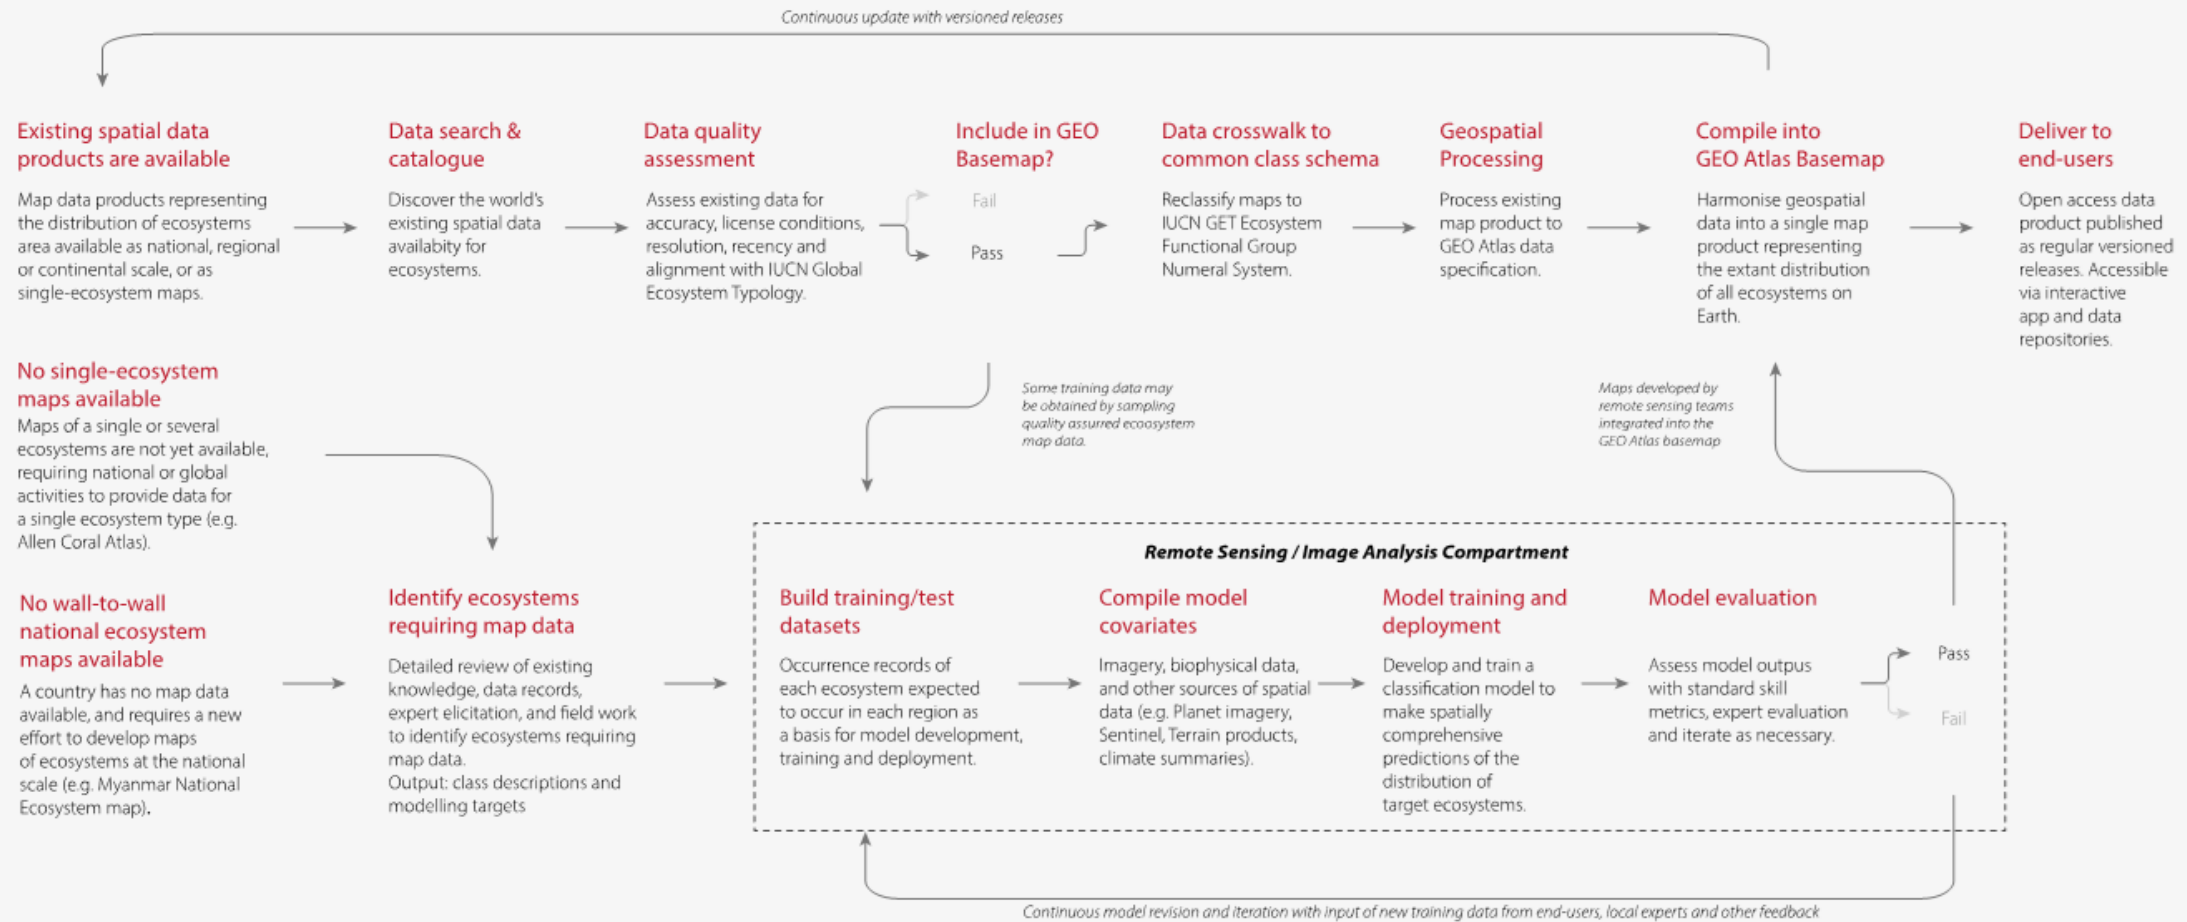 Continuous update with versioned releases
Existing spatial data
products are available
Map data products representing
the distribution of ecosystems
area available as national, regional
or continental scale, or as
single-ecosystem maps.
Data search &
catalogue
Discover the world's
existing spatial data
availabity for
ecosystems.
Data quality
assessment
Assess existing data for
accuracy, license conditions,
resolution, recency and
alignment with IUCN Global
Ecosystem Typology.
Include in GEO
Basemap?
Fail
Pass
Data crosswalk to
common class schema
Reclassify maps to
IUCN GET Ecosystem
Functional Group
Numeral System.
Geospatial
Processing
Process existing
map product to
GEO Atlas data
specification.
Compile into
GEO Atlas Basemap
Harmonise geospatial
data into a single map
product representing
the extant distribution
of all ecosystems on
Earth.
Deliver to
end-users
Open access data
product published
as regular versioned
releases. Accessible
via interactive
app and data
repositories.
No single-ecosystem
maps available
Maps of a single or several
ecosystems are not yet available,
requiring national or global
activities to provide data for
a single ecosystem type (e.g.
Allen Coral Atlas).
Some training data may
be obtained by sampling
quality assurred ecoosystem
map data.
Maps developed by
remote sensing teams
integrated into the
GEO Atlas basemap
No wall-to-wall
national ecosystem
maps available
A country has no map data
available, and requires a new
effort to develop maps
of ecosystems at the national
scale (e.g. Myanmar National
Ecosystem map).
Identify ecosystems
requiring map data
Detailed review of existing
knowledge, data records,
expert elicitation, and field work
to identify ecosystems requiring
map data.
Output: class descriptions and
modelling targets
Remote Sensing / Image Analysis Compartment
Build training/test
datasets
Occurrence records of
each ecosystem expected
to occur in each region as
a basis for model development,
training and deployment.
Compile model
covariates
Imagery, biophysical data,
and other sources of spatial
data (e.g. Planet imagery,
Sentinel, Terrain products,
climate summaries).
Model training and
deployment
Develop and train a
classification model to
make spatially
comprehensive
predictions of the
distribution of
target ecosystems.
Model evaluation
Assess model outpus
with standard skill
metrics, expert evaluation
and iterate as necessary.
Pass
Fail
Continuous model revision and iteration with input of new training data from end-users, local experts and other feedback